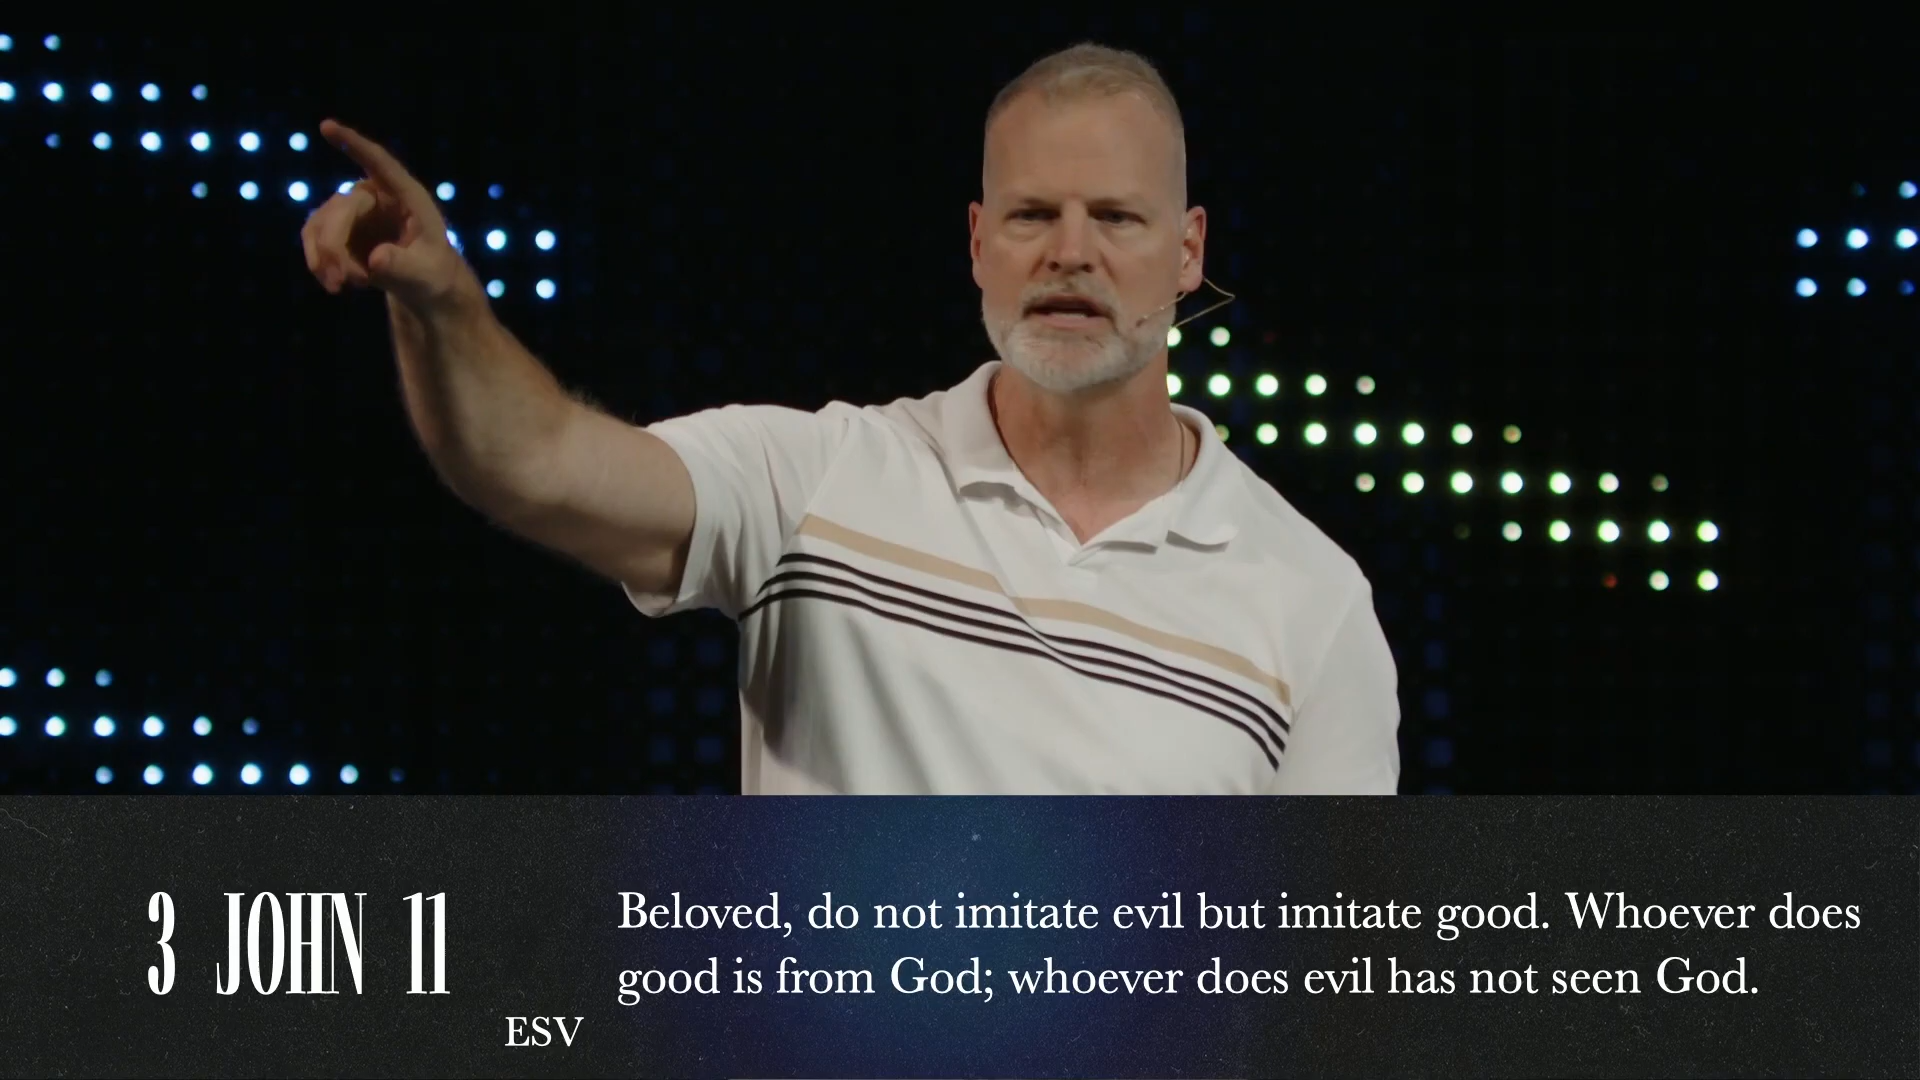 3 JOHN 11
ESV
Beloved, do not imitate evil but imitate good. Whoever does
good is from God; whoever does evil has not seen God.